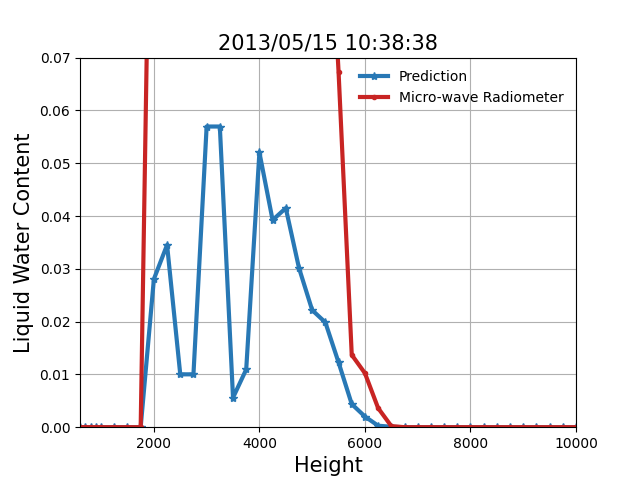 2013/05/15 10:38:38
0.07
0.06
0.05
0.04
0.03
0.02
0.01
0.00
Liquid Water Content
Prediction
Micro-wave Radiometer
2000 4000 6000 8000 10000
Height